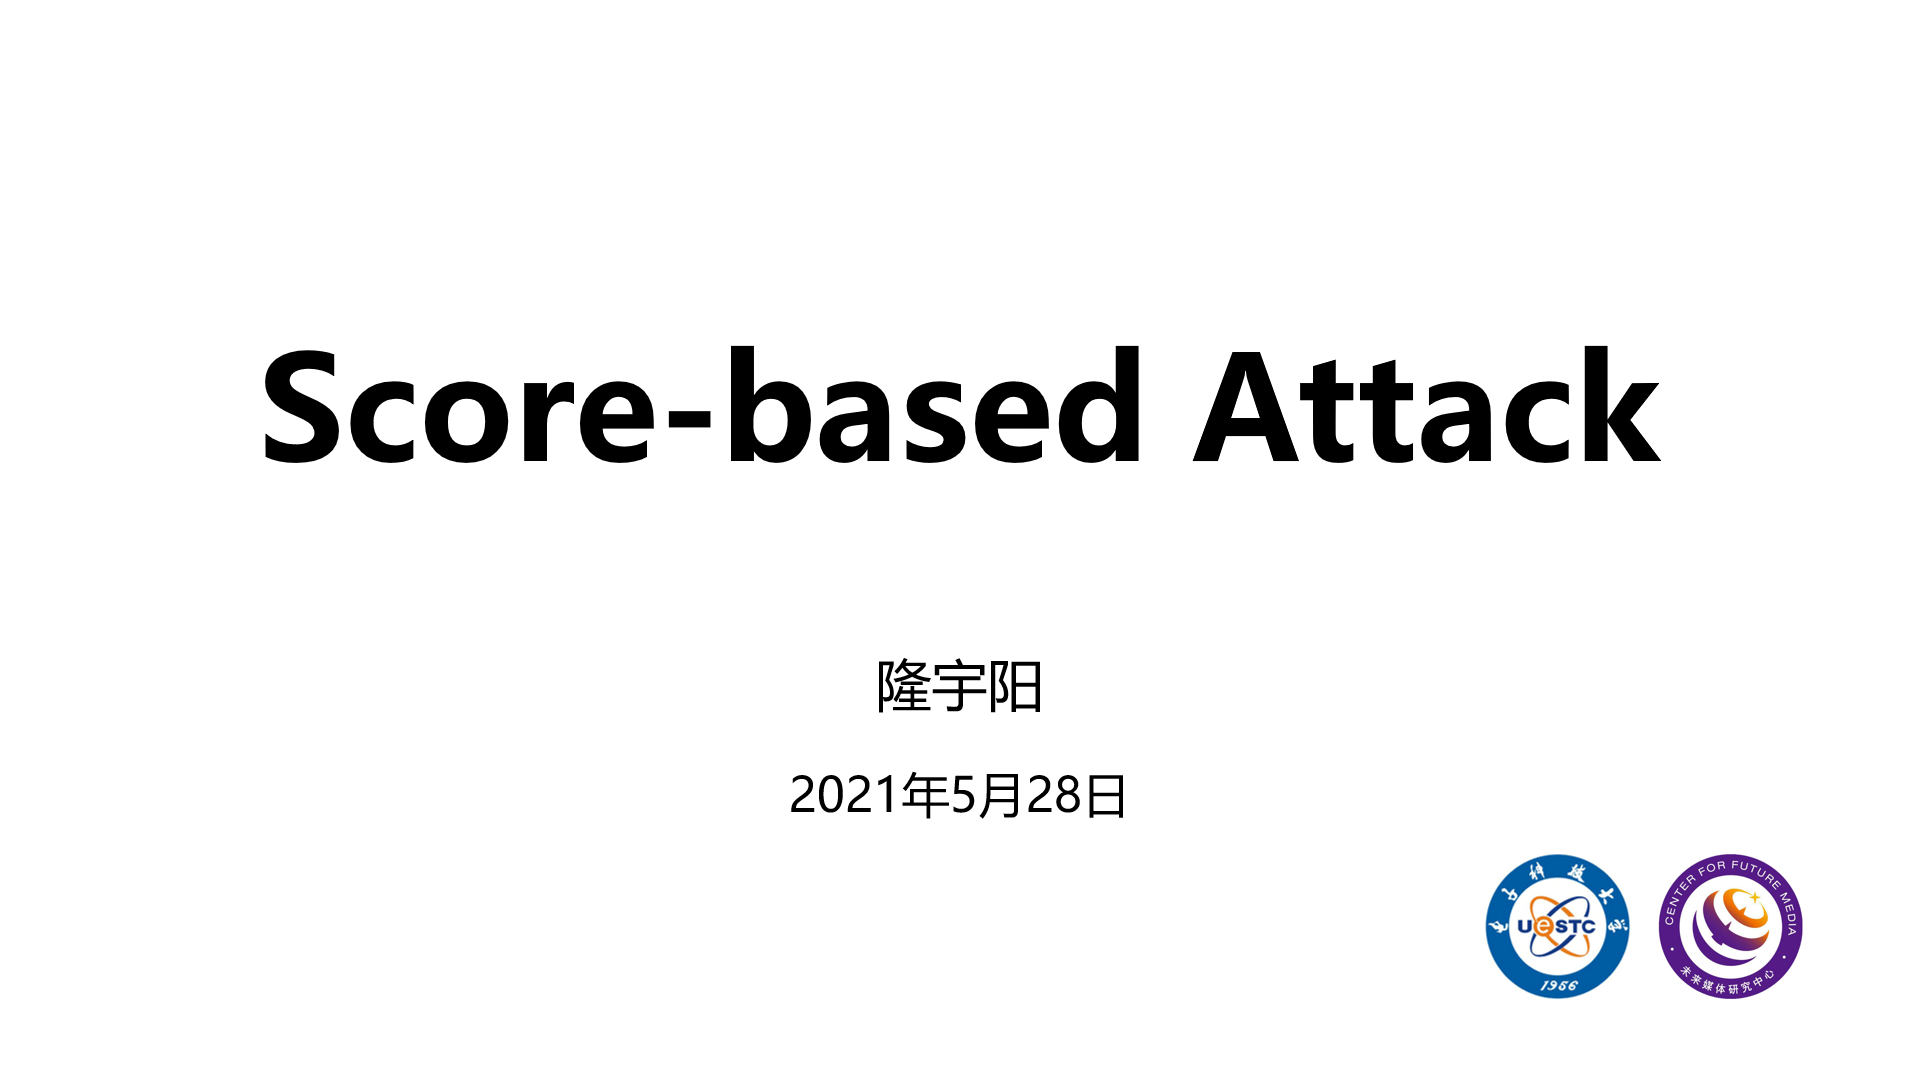 Score-based Attack
隆宇阳
2021年5月28日
电子科技大学
UeSTC
1956
CENTER FOR FUTURE MEDIA
未来媒体研究中心